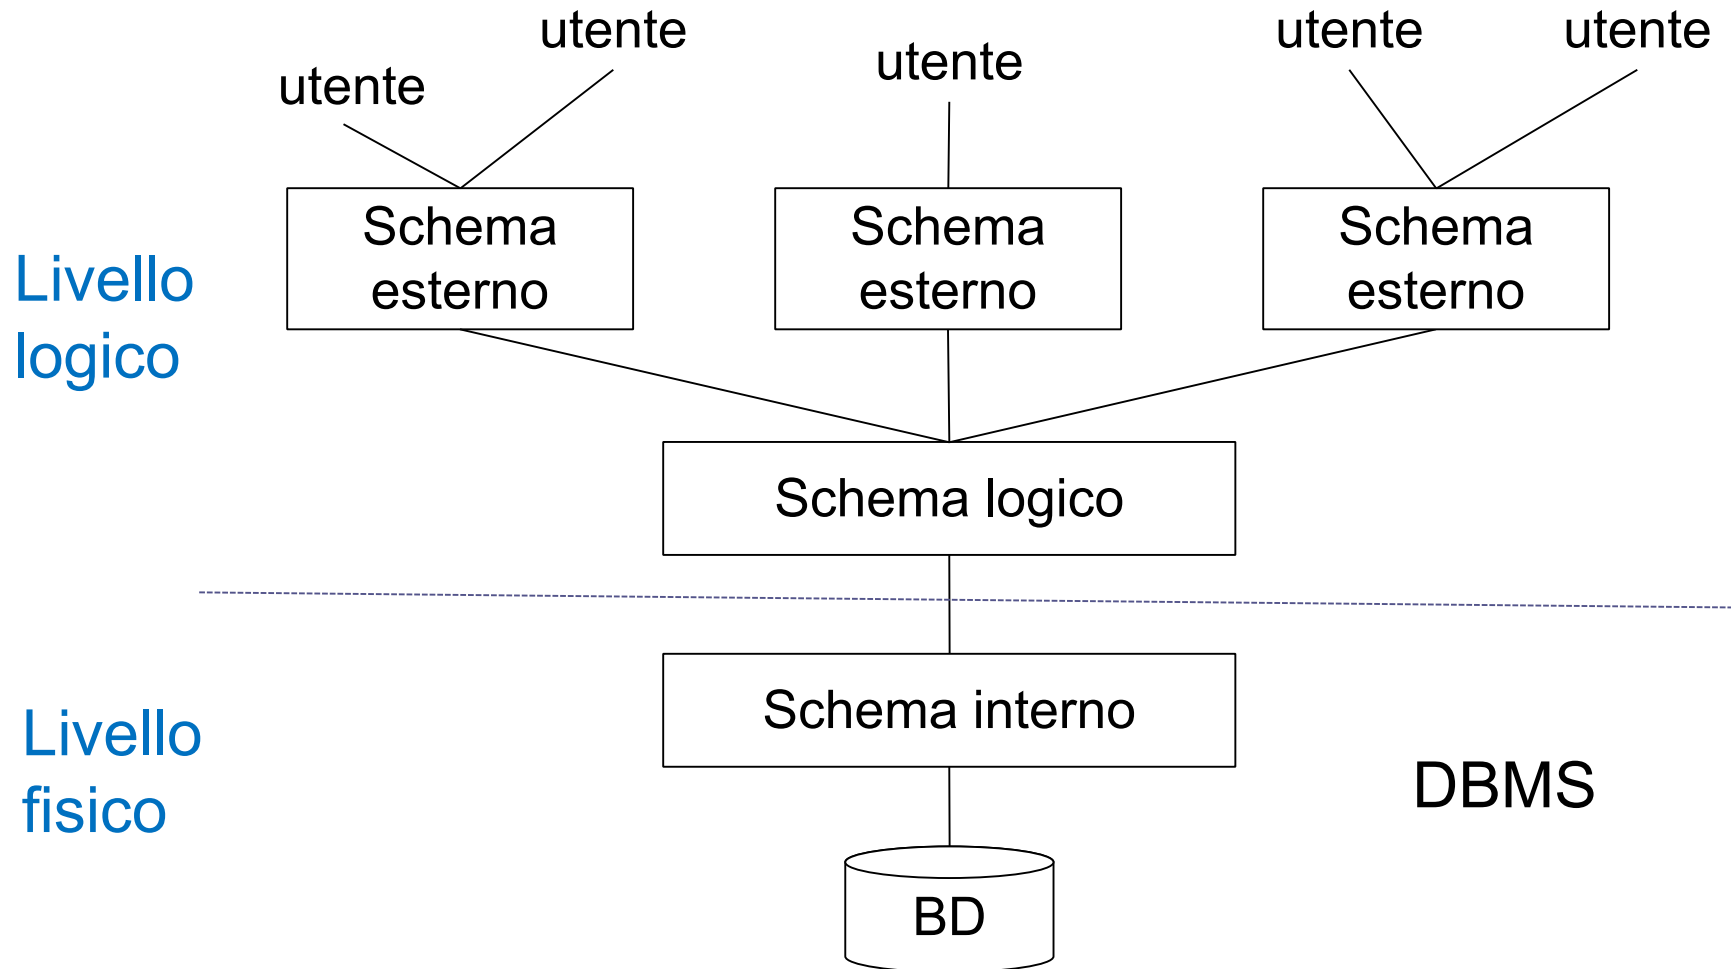 utente
utente
utente
utente
utente
Schema
esterno
Schema
esterno
Schema
esterno
Livello
logico
Schema logico
Schema interno
Livello
fisico
DBMS
BD